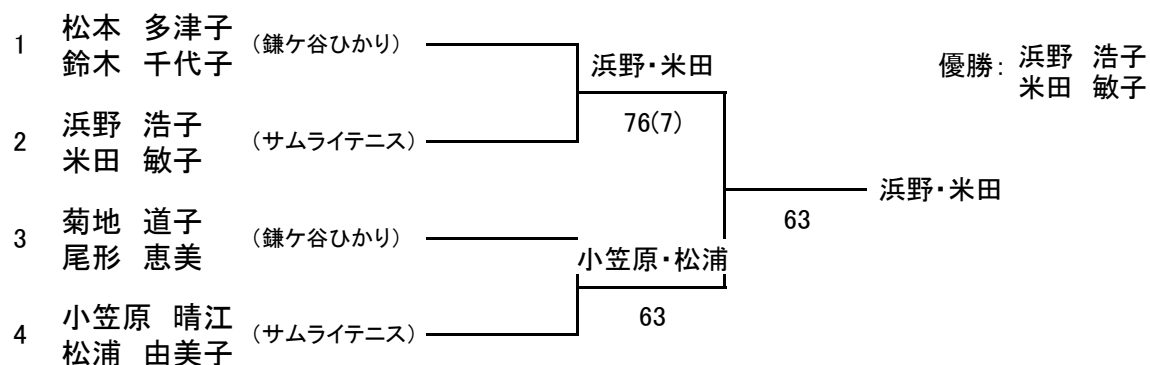 1 松本 多津子 (鎌ケ谷ひかり)
鈴木 千代子
浜野・米田
優勝: 浜野 浩子
米田 敏子
76(7)
2 浜野 浩子 (サムライテニス)
米田 敏子
浜野・米田
63
3 菊地 道子 (鎌ケ谷ひかり)
尾形 恵美
小笠原・松浦
63
4 小笠原 晴江 (サムライテニス)
松浦 由美子